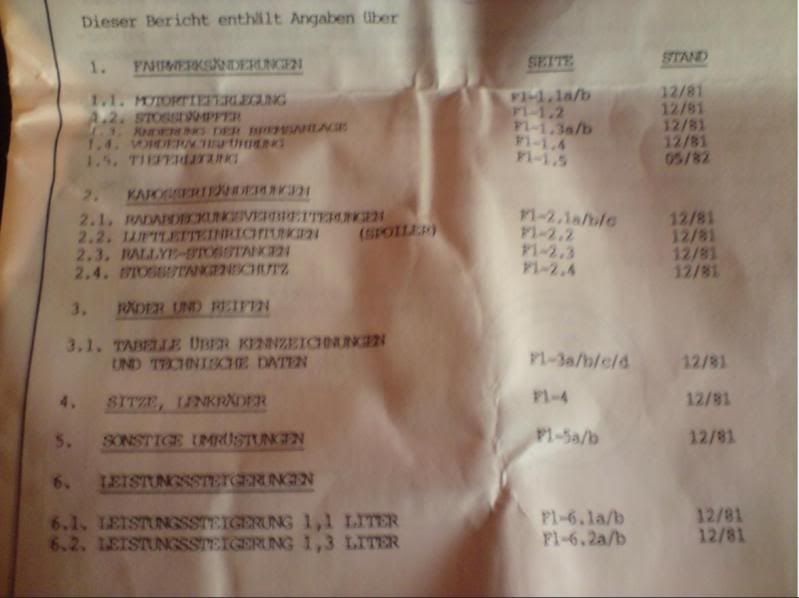 Dieser Bericht enthält Angaben über
1. FAHRWERKSÄNDERUNGEN SEITE STAND
1.1. MOTORTIEFERLEGUNG F1-1.1a/b 12/81
1.2. STOSSDÄMPFER F1-1.2 12/81
1.3. ÄNDERUNG DER BREMSANLAGE F1-1.3a/b 12/81
1.4. VORDERACHSFÜHRUNG F1-1.4 12/81
1.5. TIEFERLEGUNG F1-1.5 05/82
2. KAROSSERIEÄNDERUNGEN
2.1. RADABDECKUNGSVERBREITERUNGEN F1-2.1a/b/c 12/81
2.2. LUFTLEITEINRICHTUNGEN (SPOILER) F1-2.2 12/81
2.3. RALLYE-STOSSTANGEN F1-2.3 12/81
2.4. STOSSSTANGENSCHUTZ F1-2.4 12/81
3. RÄDER UND REIFEN
3.1. TABELLE ÜBER KENNZEICHNUNGEN
UND TECHNISCHE DATEN F1-3a/b/c/d 12/81
4. SITZE, LENKRÄDER F1-4 12/81
5. SONSTIGE UMRÜSTUNGEN F1-5a/b 12/81
6. LEISTUNGSSTEIGERUNGEN
6.1. LEISTUNGSSTEIGERUNG 1,1 LITER F1-6.1a/b 12/81
6.2. LEISTUNGSSTEIGERUNG 1,3 LITER F1-6.2a/b 12/81